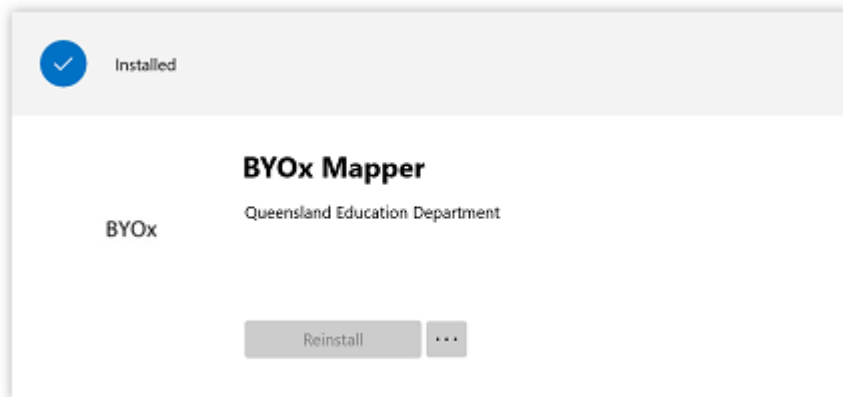 Installed
BYOx Mapper
Queensland Education Department
BYOx
Reinstall
...